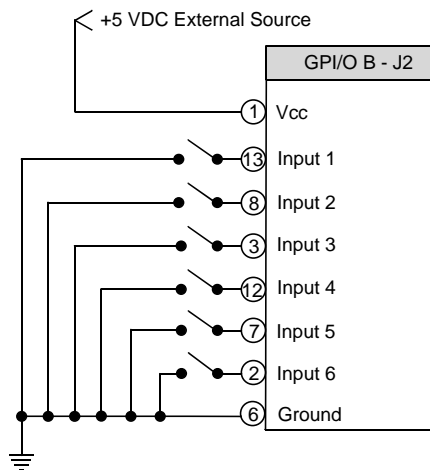 +5 VDC External Source
GPI/O B - J2
1 Vcc
13 Input 1
8 Input 2
3 Input 3
12 Input 4
7 Input 5
2 Input 6
6 Ground